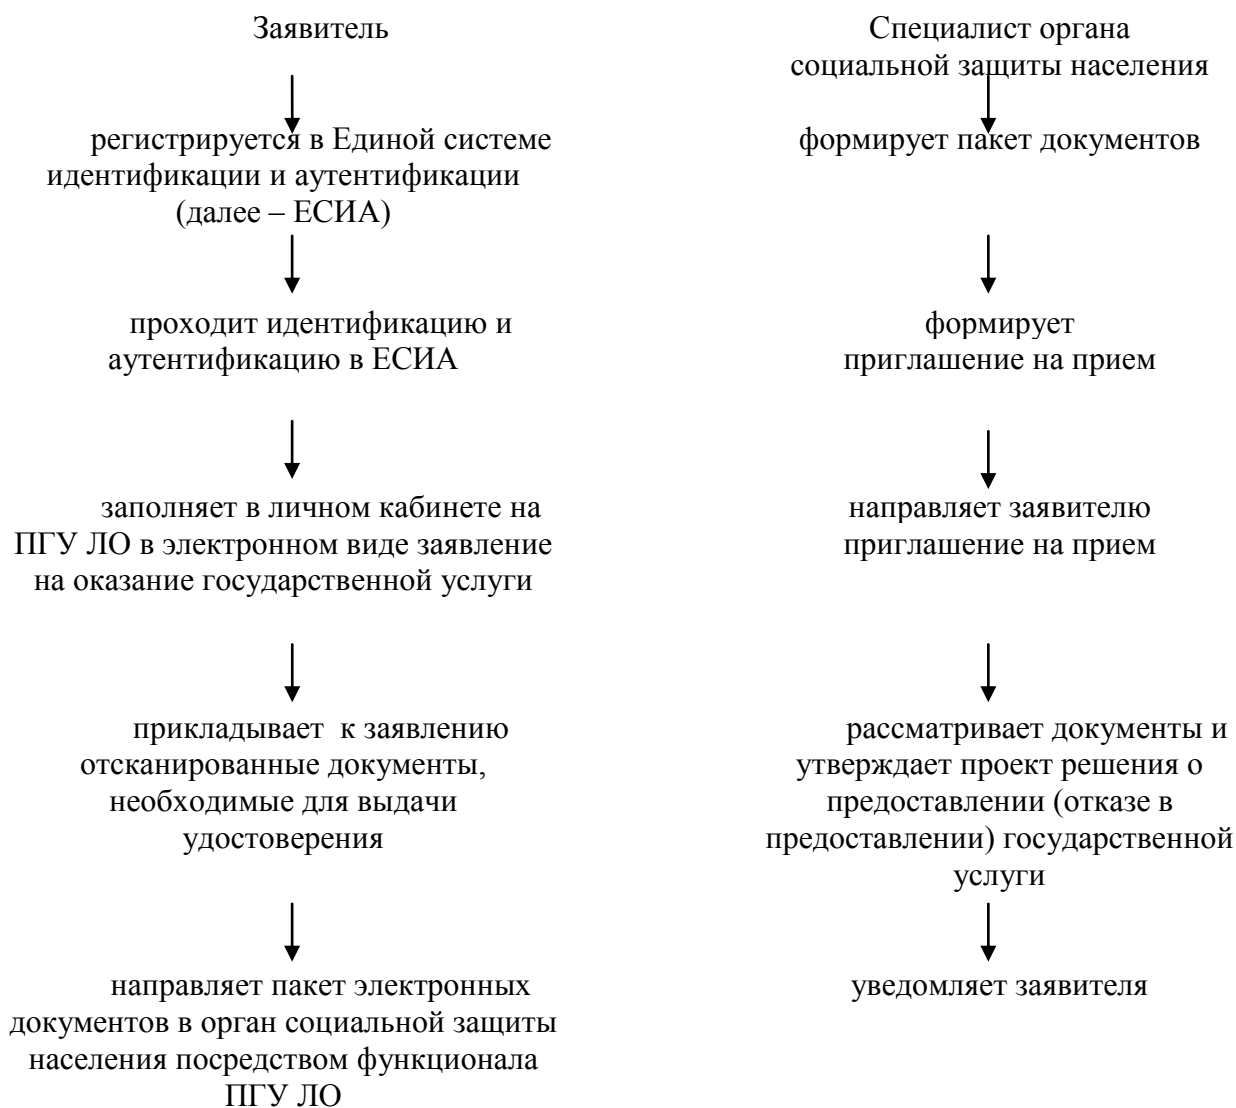 Заявитель
регистрируется в Единой системе
идентификации и аутентификации
(далее – ЕСИА)
проходит идентификацию и
аутентификацию в ЕСИА
заполняет в личном кабинете на
ПГУ ЛО в электронном виде заявление
на оказание государственной услуги
прикладывает к заявлению
отсканированные документы,
необходимые для выдачи
удостоверения
направляет пакет электронных
документов в орган социальной защиты
населения посредством функционала
ПГУ ЛО
Специалист органа
социальной защиты населения
формирует пакет документов
формирует
приглашение на прием
направляет заявителю
приглашение на прием
рассматривает документы и
утверждает проект решения о
предоставлении (отказе в
предоставлении) государственной
услуги
уведомляет заявителя